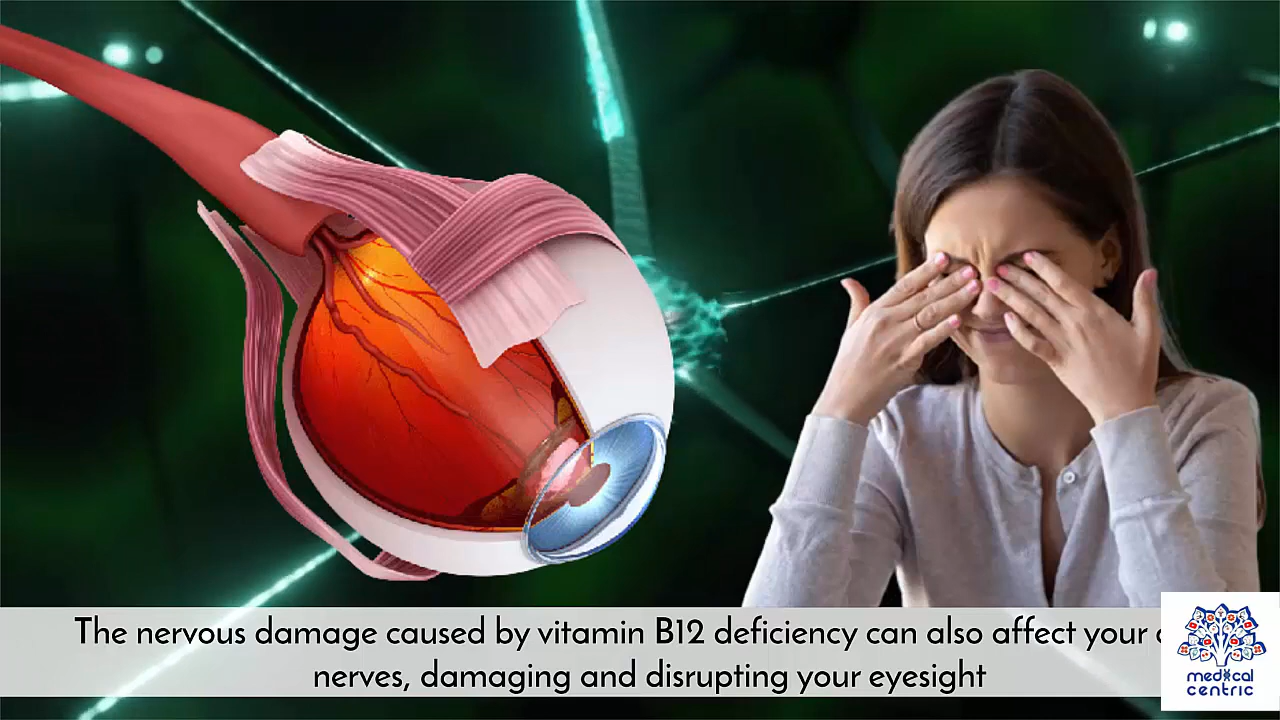 The nervous damage caused by vitamin B12 deficiency can also affect your
nerves, damaging and disrupting your eyesight
medical
centric